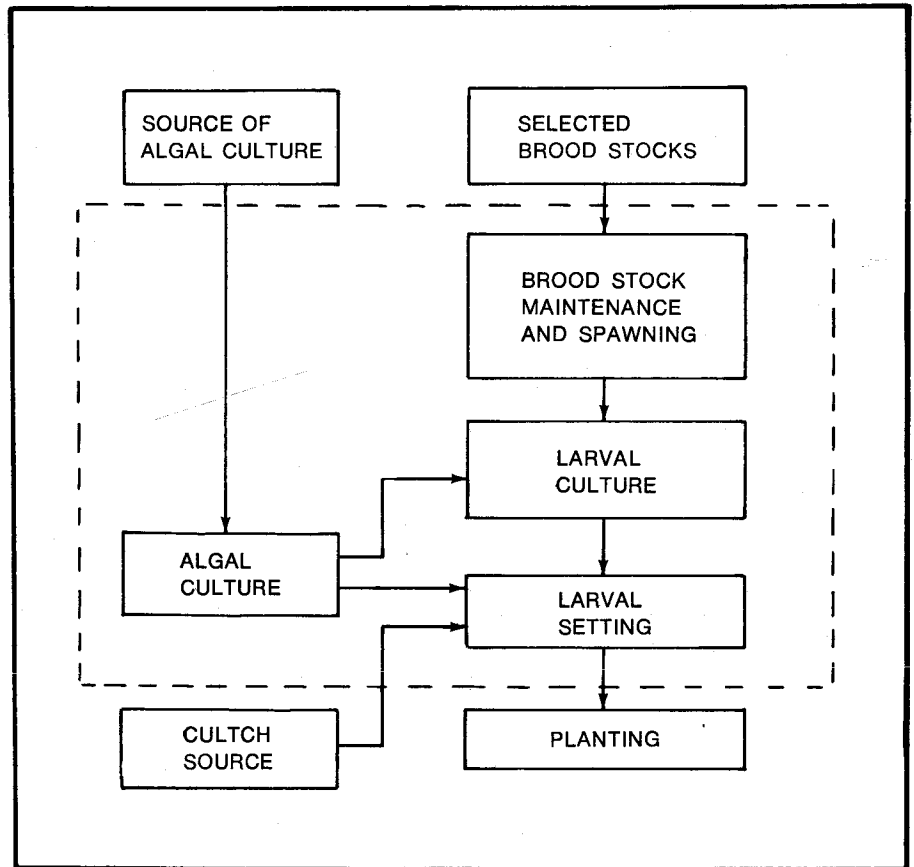 SOURCE OF
ALGAL CULTURE
SELECTED
BROOD STOCKS
BROOD STOCK
MAINTENANCE
AND SPAWNING
LARVAL
CULTURE
ALGAL
CULTURE
LARVAL
SETTING
CULTCH
SOURCE
PLANTING